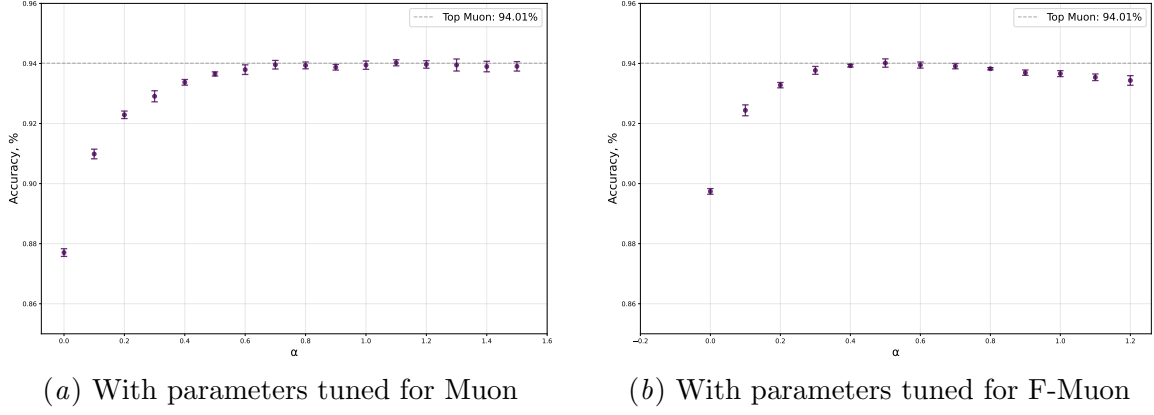 0.96
0.94
0.92
0.90
0.88
0.86
Accuracy, %
Top Muon: 94.01%
0.0 0.2 0.4 0.6 0.8 1.0 1.2 1.4 1.6
α
(a) With parameters tuned for Muon
0.96
0.94
0.92
0.90
0.88
0.86
Accuracy, %
Top Muon: 94.01%
−0.2 0.0 0.2 0.4 0.6 0.8 1.0 1.2
α
(b) With parameters tuned for F-Muon